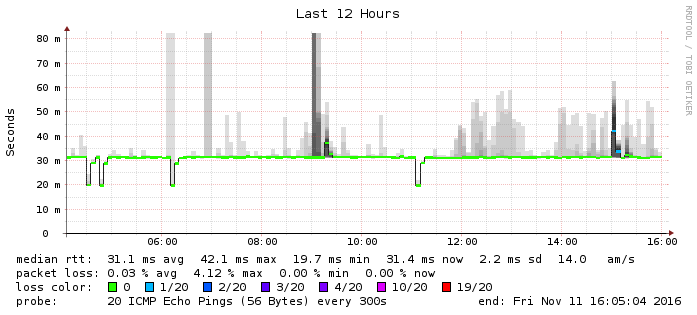 Last 12 Hours
RRDTOOL / TOBI OETIKER
Seconds
80 m
70 m
60 m
50 m
40 m
30 m
20 m
10 m
0
06:00 08:00 10:00 12:00 14:00 16:00
median rtt: 31.1 ms avg 42.1 ms max 19.7 ms min 31.4 ms now 2.2 ms sd 14.0 am/s
packet loss: 0.03 % avg 4.12 % max 0.00 % min 0.00 % now
loss color: 0 1/20 2/20 3/20 4/20 10/20 19/20
probe: 20 ICMP Echo Pings (56 Bytes) every 300s end: Fri Nov 11 16:05:04 2016